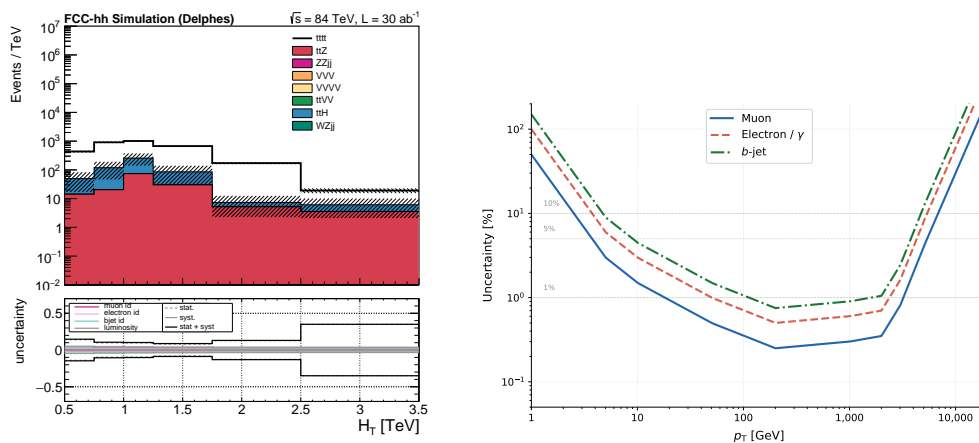 FCC-hh Simulation (Delphes) √s = 84 TeV, L = 30 ab⁻¹
Events / TeV
10⁷
10⁶
10⁵
10⁴
10³
10²
10
1
10⁻¹
10⁻²
tttt
ttZ
ZZjj
VVV
VVVV
ttVV
ttH
WZjj
uncertainty
0.5
0
−0.5
muon id
electron id
bjet id
luminosity
stat.
syst.
stat + syst
0.5 1 1.5 2 2.5 3 3.5
H_T [TeV]
Muon
Electron / γ
b-jet
Uncertainty [%]
10²
10¹
10⁰
10⁻¹
10%
5%
1%
1 10 100 1,000 10,000
p_T [GeV]